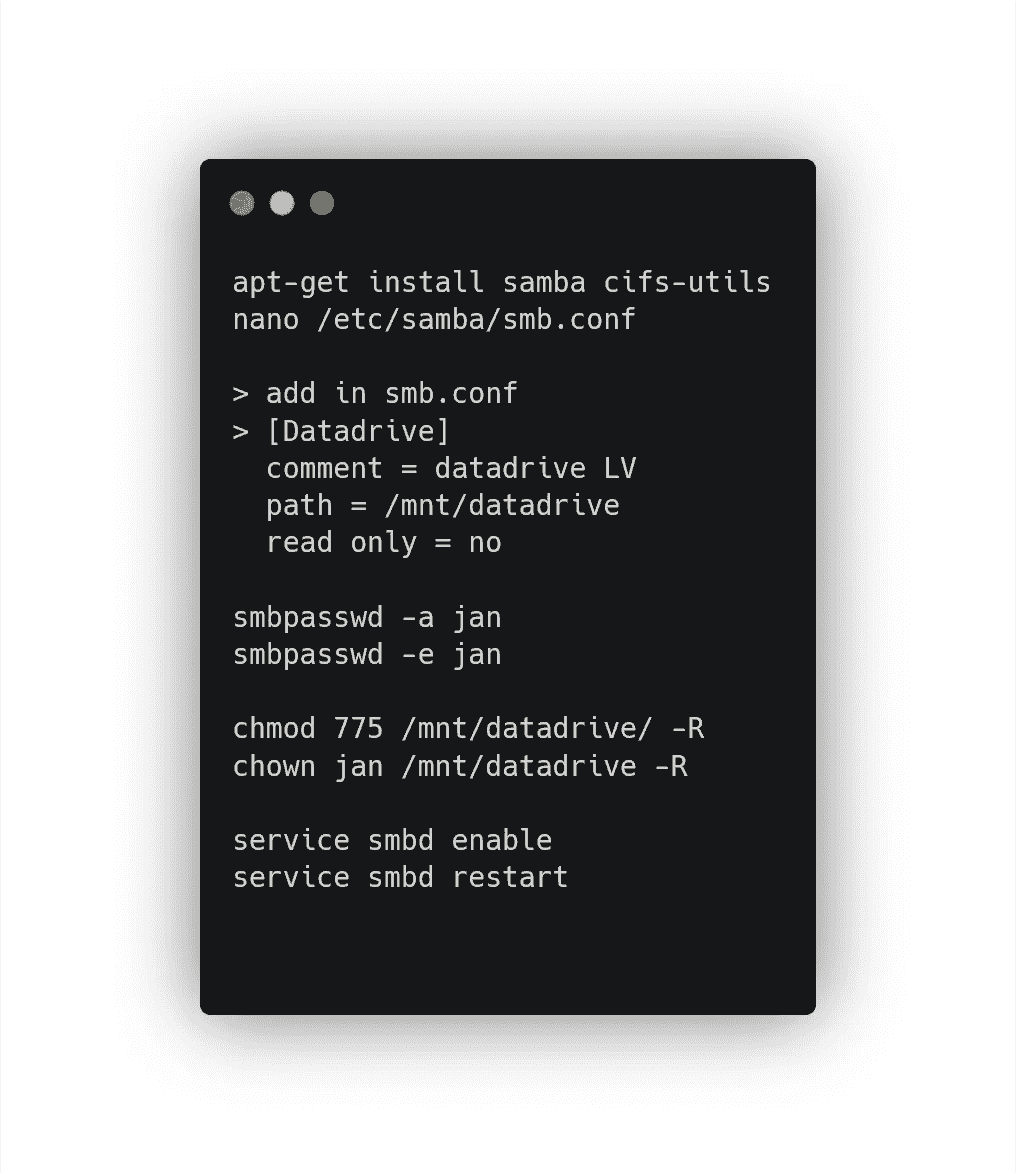 apt-get install samba cifs-utils
nano /etc/samba/smb.conf

> add in smb.conf
> [Datadrive]
  comment = datadrive LV
  path = /mnt/datadrive
  read only = no

smbpasswd -a jan
smbpasswd -e jan

chmod 775 /mnt/datadrive/ -R
chown jan /mnt/datadrive -R

service smbd enable
service smbd restart